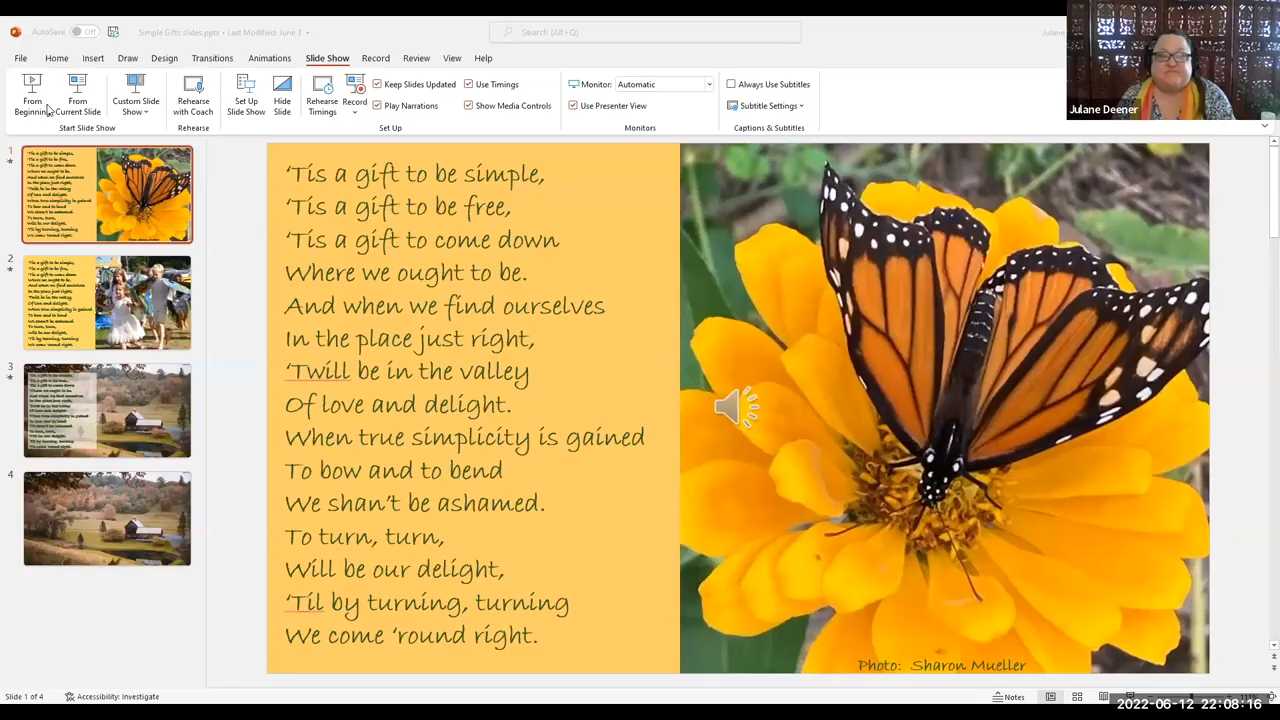 AutoSave Off Simple Gifts slides.pptx • Last Modified: June 3 Search (Alt+Q) Julane
File Home Insert Draw Design Transitions Animations Slide Show Record Review View Help
From Beginning
From Current Slide
Custom Slide Show
Rehearse with Coach
Set Up Slide Show
Hide Slide
Rehearse Timings
Record
Keep Slides Updated
Play Narrations
Use Timings
Show Media Controls
Monitor: Automatic
Use Presenter View
Always Use Subtitles
Subtitle Settings
Start Slide Show Rehearse Set Up Monitors Captions & Subtitles
Julane Deener
1
2
3
4
‘Tis a gift to be simple,
‘Tis a gift to be free,
‘Tis a gift to come down
Where we ought to be.
And when we find ourselves
In the place just right,
‘Twill be in the valley
Of love and delight.
When true simplicity is gained
To bow and to bend
We shan’t be ashamed.
To turn, turn,
Will be our delight,
‘Til by turning, turning
We come ‘round right.
Photo: Sharon Mueller
Slide 1 of 4 Accessibility: Investigate Notes
2022-06-12 22:08:16